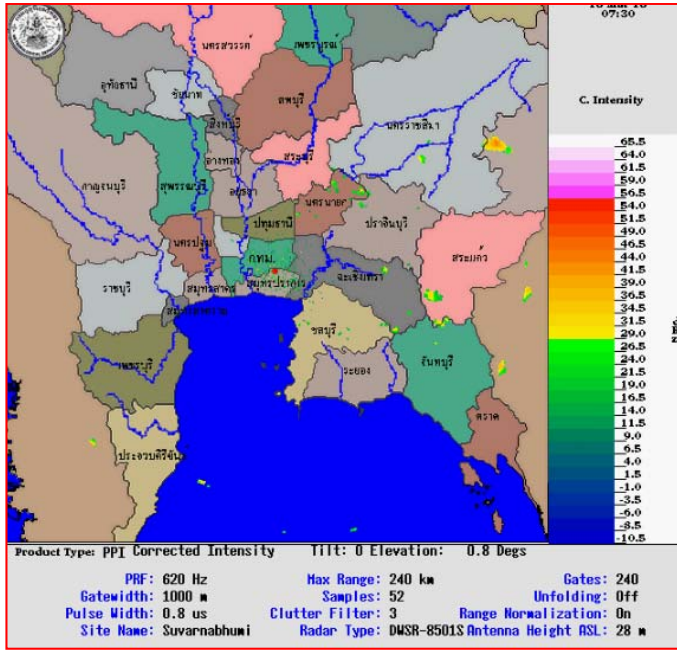 07:30
C. Intensity
นครสวรรค์
เพชรบูรณ์
อุทัยธานี
ชัยนาท
ลพบุรี
สิงหบุรี
นครราชสีมา
อ่างทอง
สระบุรี
กาญจนบุรี
สุพรรณบุรี
อยุธยา
นครนายก
ปราจีนบุรี
ปทุมธานี
นครปฐม
สระแก้ว
ก.ทม.
ฉะเชิงเทรา
ราชบุรี
สมุทรสาคร
สมุทรปราการ
ชลบุรี
เพชรบุรี
ระยอง
จันทบุรี
ตราด
ประจวบคีรีขันธ์
65.5
64.0
61.5
59.0
56.5
54.0
51.5
49.0
46.5
44.0
41.5
39.0
36.5
34.0
31.5
29.0
26.5
24.0
21.5
19.0
16.5
14.0
11.5
9.0
6.5
4.0
1.5
-1.0
-3.5
-6.0
-8.5
-10.5
Product Type: PPI Corrected Intensity Tilt: 0 Elevation: 0.8 Degs
PRF: 620 Hz Max Range: 240 km Gates: 240
Gatewidth: 1000 m Samples: 52 Unfolding: Off
Pulse Width: 0.8 us Clutter Filter: 3 Range Normalization: On
Site Name: Suvarnabhumi Radar Type: DWSR-8501S Antenna Height ASL: 28 m